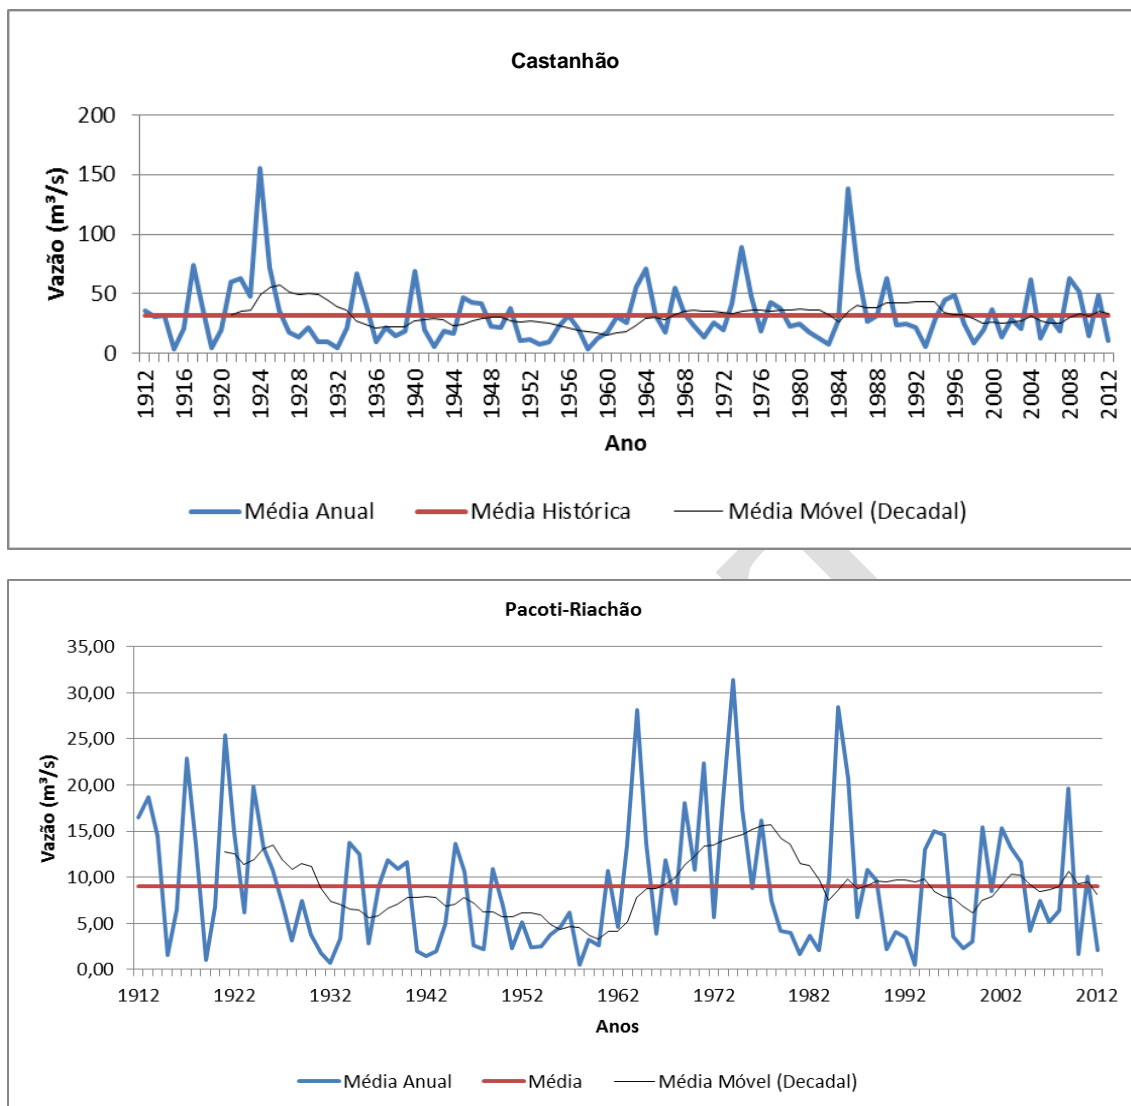 Castanhão
Vazão (m³/s)
200
150
100
50
0
1912 1916 1920 1924 1928 1932 1936 1940 1944 1948 1952 1956 1960 1964 1968 1972 1976 1980 1984 1988 1992 1996 2000 2004 2008 2012
Ano
Média Anual Média Histórica Média Móvel (Decadal)
Pacoti-Riachão
Vazão (m³/s)
35,00
30,00
25,00
20,00
15,00
10,00
5,00
0,00
1912 1922 1932 1942 1952 1962 1972 1982 1992 2002 2012
Anos
Média Anual Média Média Móvel (Decadal)